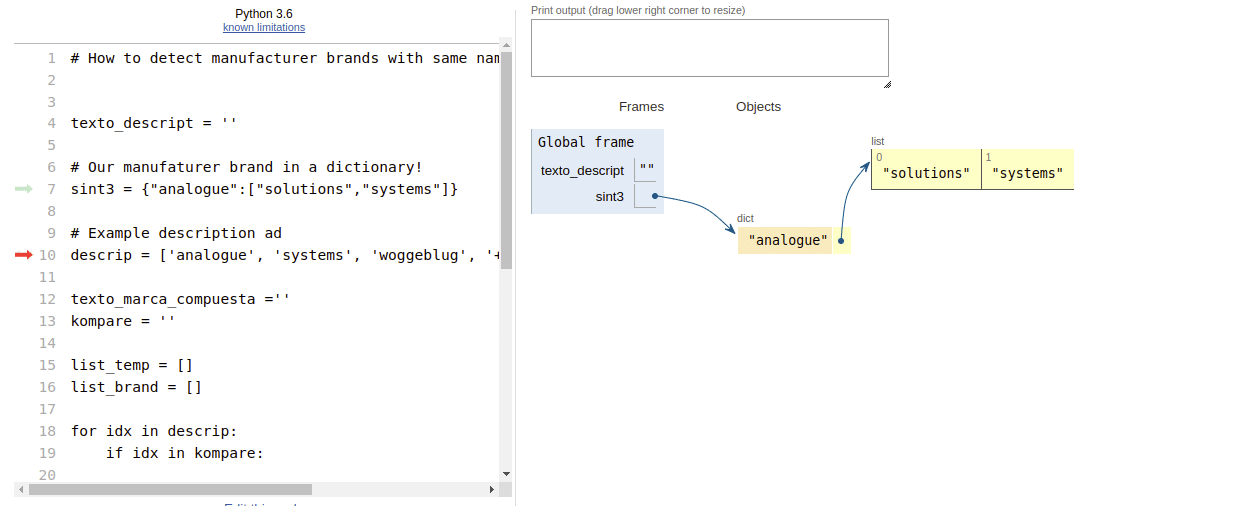 Python 3.6
known limitations
1 # How to detect manufacturer brands with same nam
2
3
4 texto_descript = ''
5
6 # Our manufaturer brand in a dictionary!
7 sint3 = {"analogue":["solutions","systems"]}
8
9 # Example description ad
10 descrip = ['analogue', 'systems', 'woggeblug', '+
11
12 texto_marca_compuesta =''
13 kompare = ''
14
15 list_temp = []
16 list_brand = []
17
18 for idx in descrip:
19 if idx in kompare:
20
Print output (drag lower right corner to resize)
Frames Objects
Global frame
texto_descript ""
sint3
dict
"analogue"
list
0 1
"solutions" "systems"